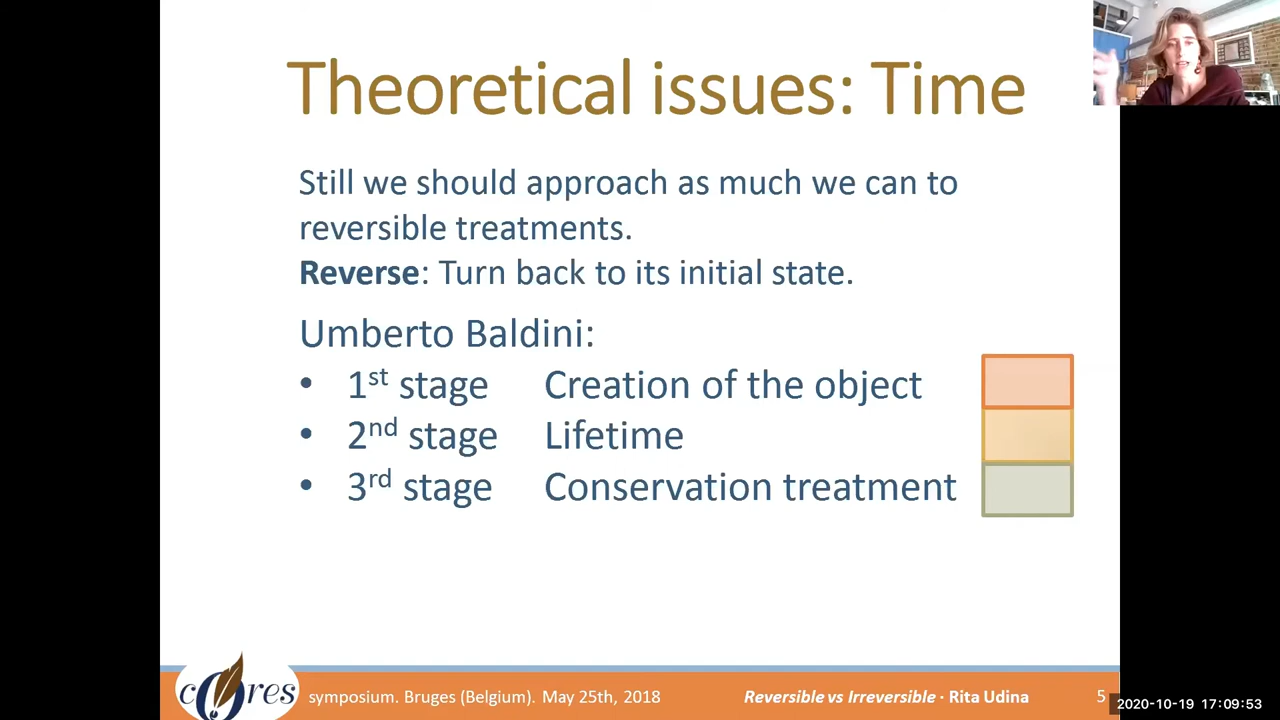 Theoretical issues: Time
Still we should approach as much we can to
reversible treatments.
Reverse: Turn back to its initial state.
Umberto Baldini:
• 1st stage Creation of the object
• 2nd stage Lifetime
• 3rd stage Conservation treatment
cOres symposium. Bruges (Belgium). May 25th, 2018 Reversible vs Irreversible · Rita Udina 5
2020-10-19 17:09:53